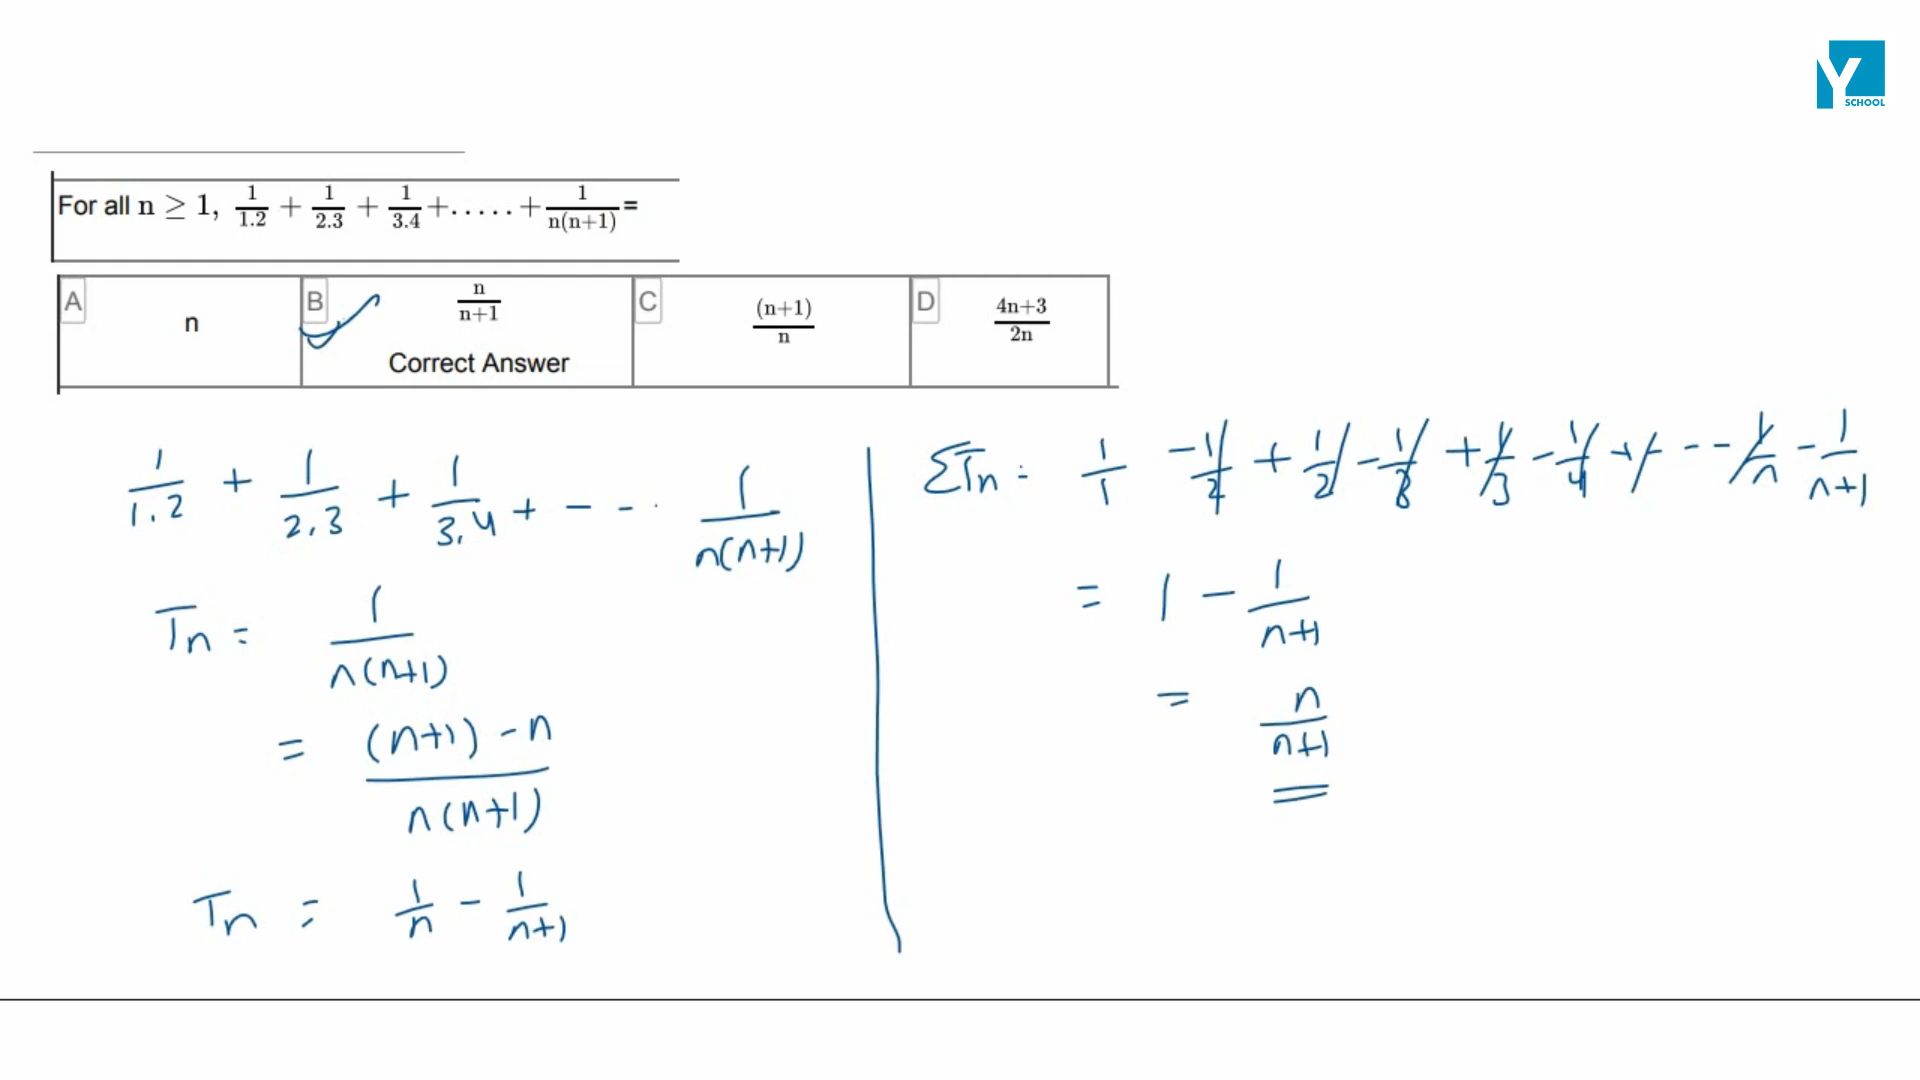 Y SCHOOL
For all n ≥ 1, 1/1.2 + 1/2.3 + 1/3.4 +.....+ 1/n(n+1) =
A n
B n/n+1
Correct Answer
C (n+1)/n
D 4n+3/2n
1/1.2 + 1/2.3 + 1/3.4 + - - . 1/n(n+1)
Tn = 1/n(n+1)
= (n+1) - n/n(n+1)
Tn = 1/n - 1/n+1
ΣTn = 1/1 - 1/2 + 1/2 - 1/3 + 1/3 - 1/4 + - - - 1/n - 1/n+1
= 1 - 1/n+1
= n/n+1